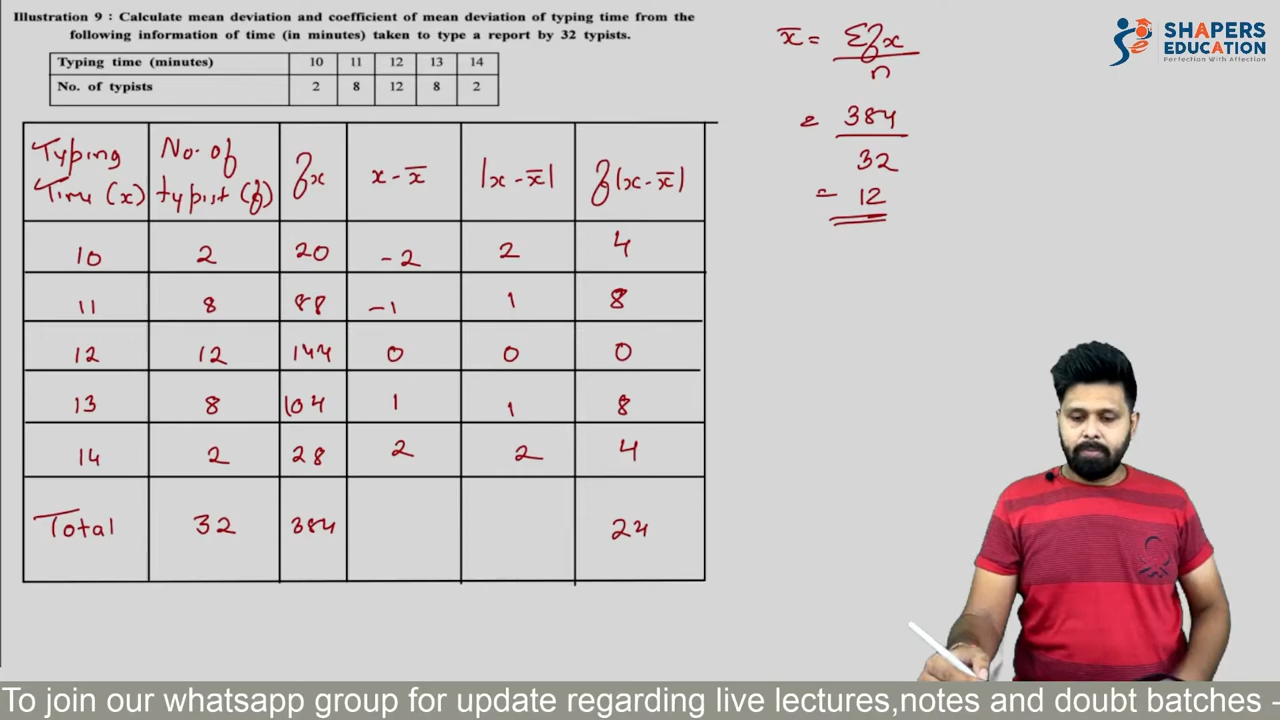 Illustration 9 : Calculate mean deviation and coefficient of mean deviation of typing time from the
following information of time (in minutes) taken to type a report by 32 typists.
Typing time (minutes) 10 11 12 13 14
No. of typists 2 8 12 8 2
x̄ = Σfx
n
= 384
32
= 12
SHAPERS
EDUCATION
Perfection With Affection
Typing No. of fx x - x̄ |x - x̄| f|x - x̄|
Time (x) typist (f)
10 2 20 -2 2 4
11 8 88 -1 1 8
12 12 144 0 0 0
13 8 104 1 1 8
14 2 28 2 2 4
Total 32 384 24
To join our whatsapp group for update regarding live lectures,notes and doubt batches -